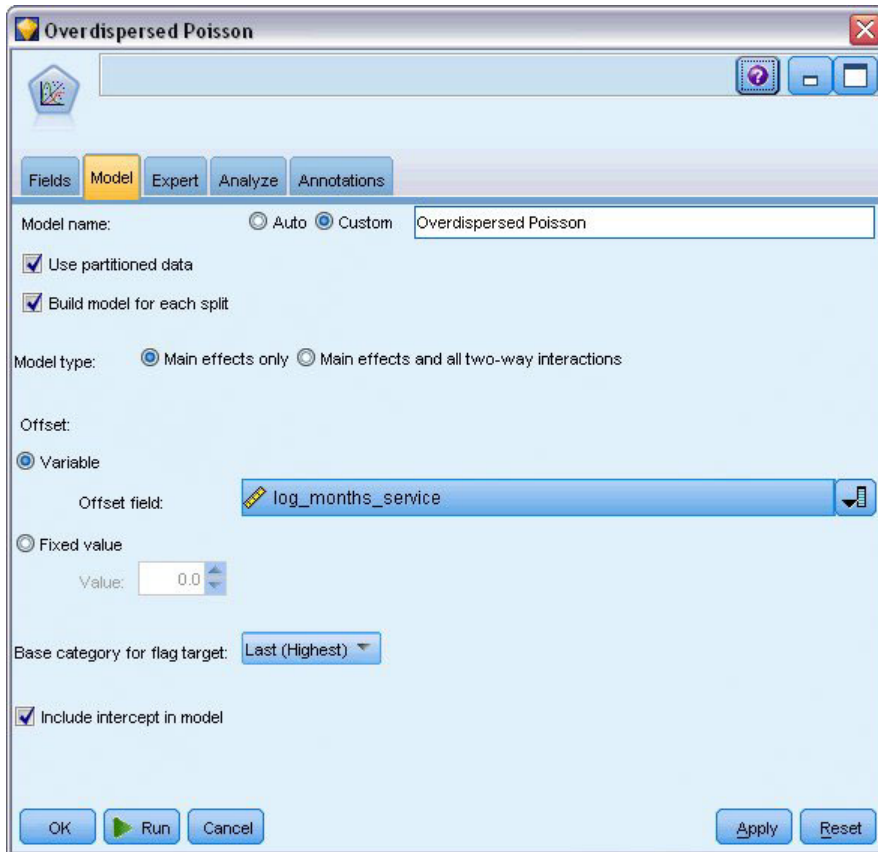 Overdispersed Poisson
Fields Model Expert Analyze Annotations
Model name: Auto Custom Overdispersed Poisson
Use partitioned data
Build model for each split
Model type: Main effects only Main effects and all two-way interactions
Offset:
Variable
Offset field: log_months_service
Fixed value
Value: 0.0
Base category for flag target: Last (Highest)
Include intercept in model
OK Run Cancel Apply Reset